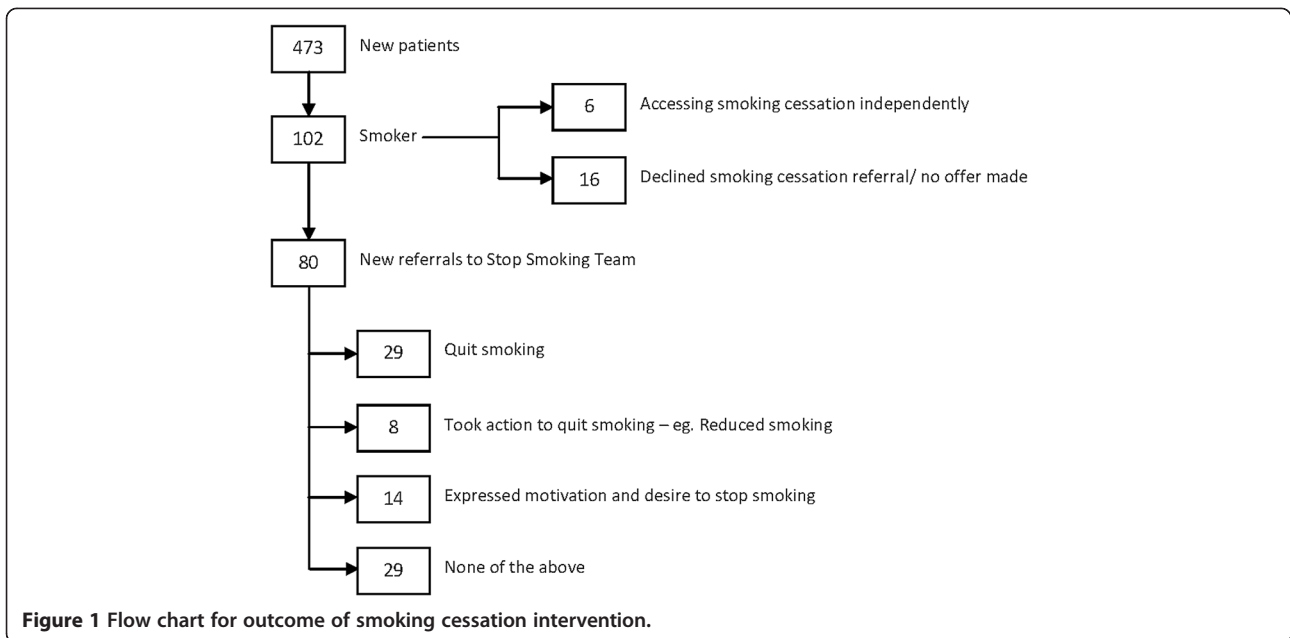 473 New patients
6 Accessing smoking cessation independently
102 Smoker
16 Declined smoking cessation referral/ no offer made
80 New referrals to Stop Smoking Team
29 Quit smoking
8 Took action to quit smoking – eg. Reduced smoking
14 Expressed motivation and desire to stop smoking
29 None of the above
Figure 1 Flow chart for outcome of smoking cessation intervention.